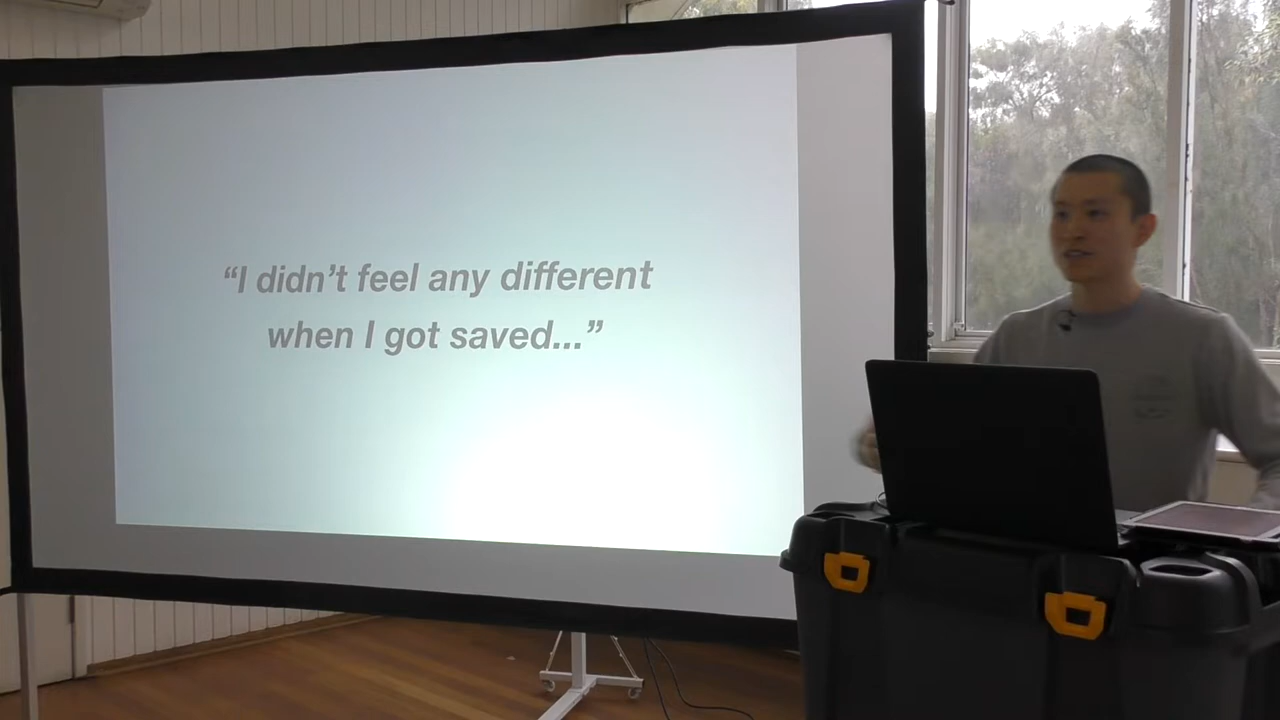 “I didn’t feel any different
when I got saved...”